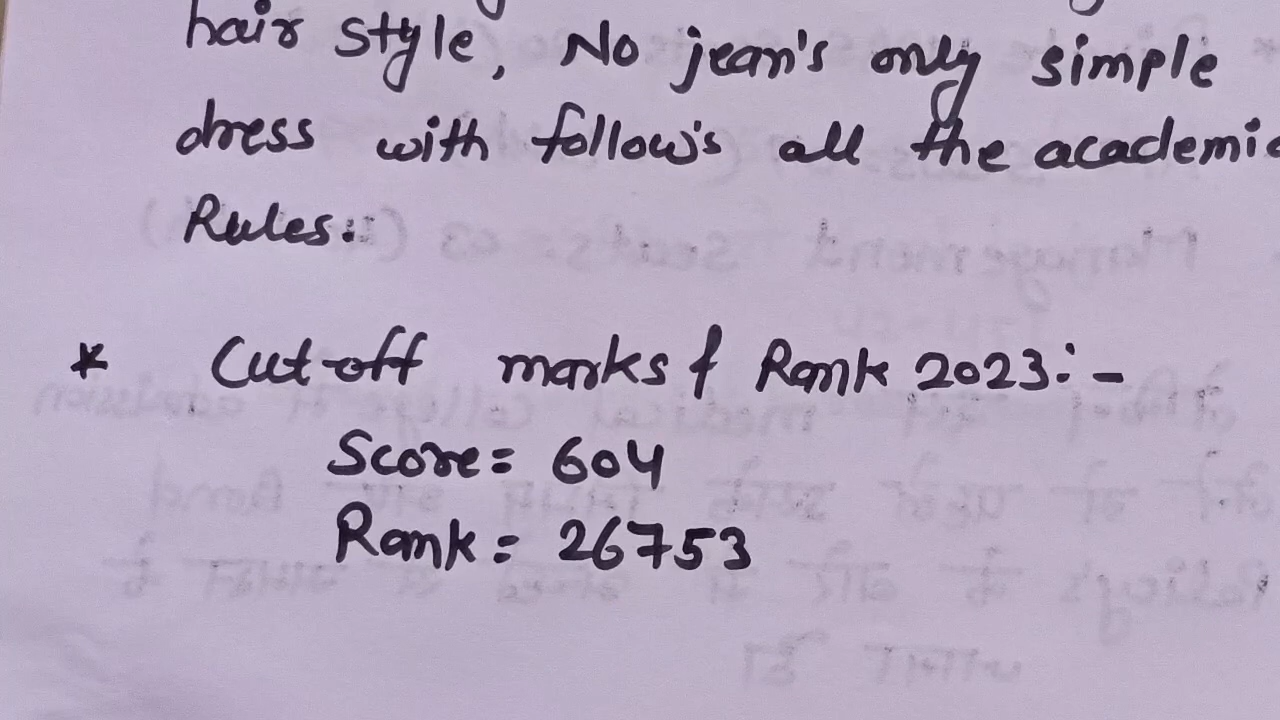 hair style, No jean's only simple
dress with follow's all the academic
Rules.
* Cut-off marks & Rank 2023:-
Score = 604
Rank = 26753